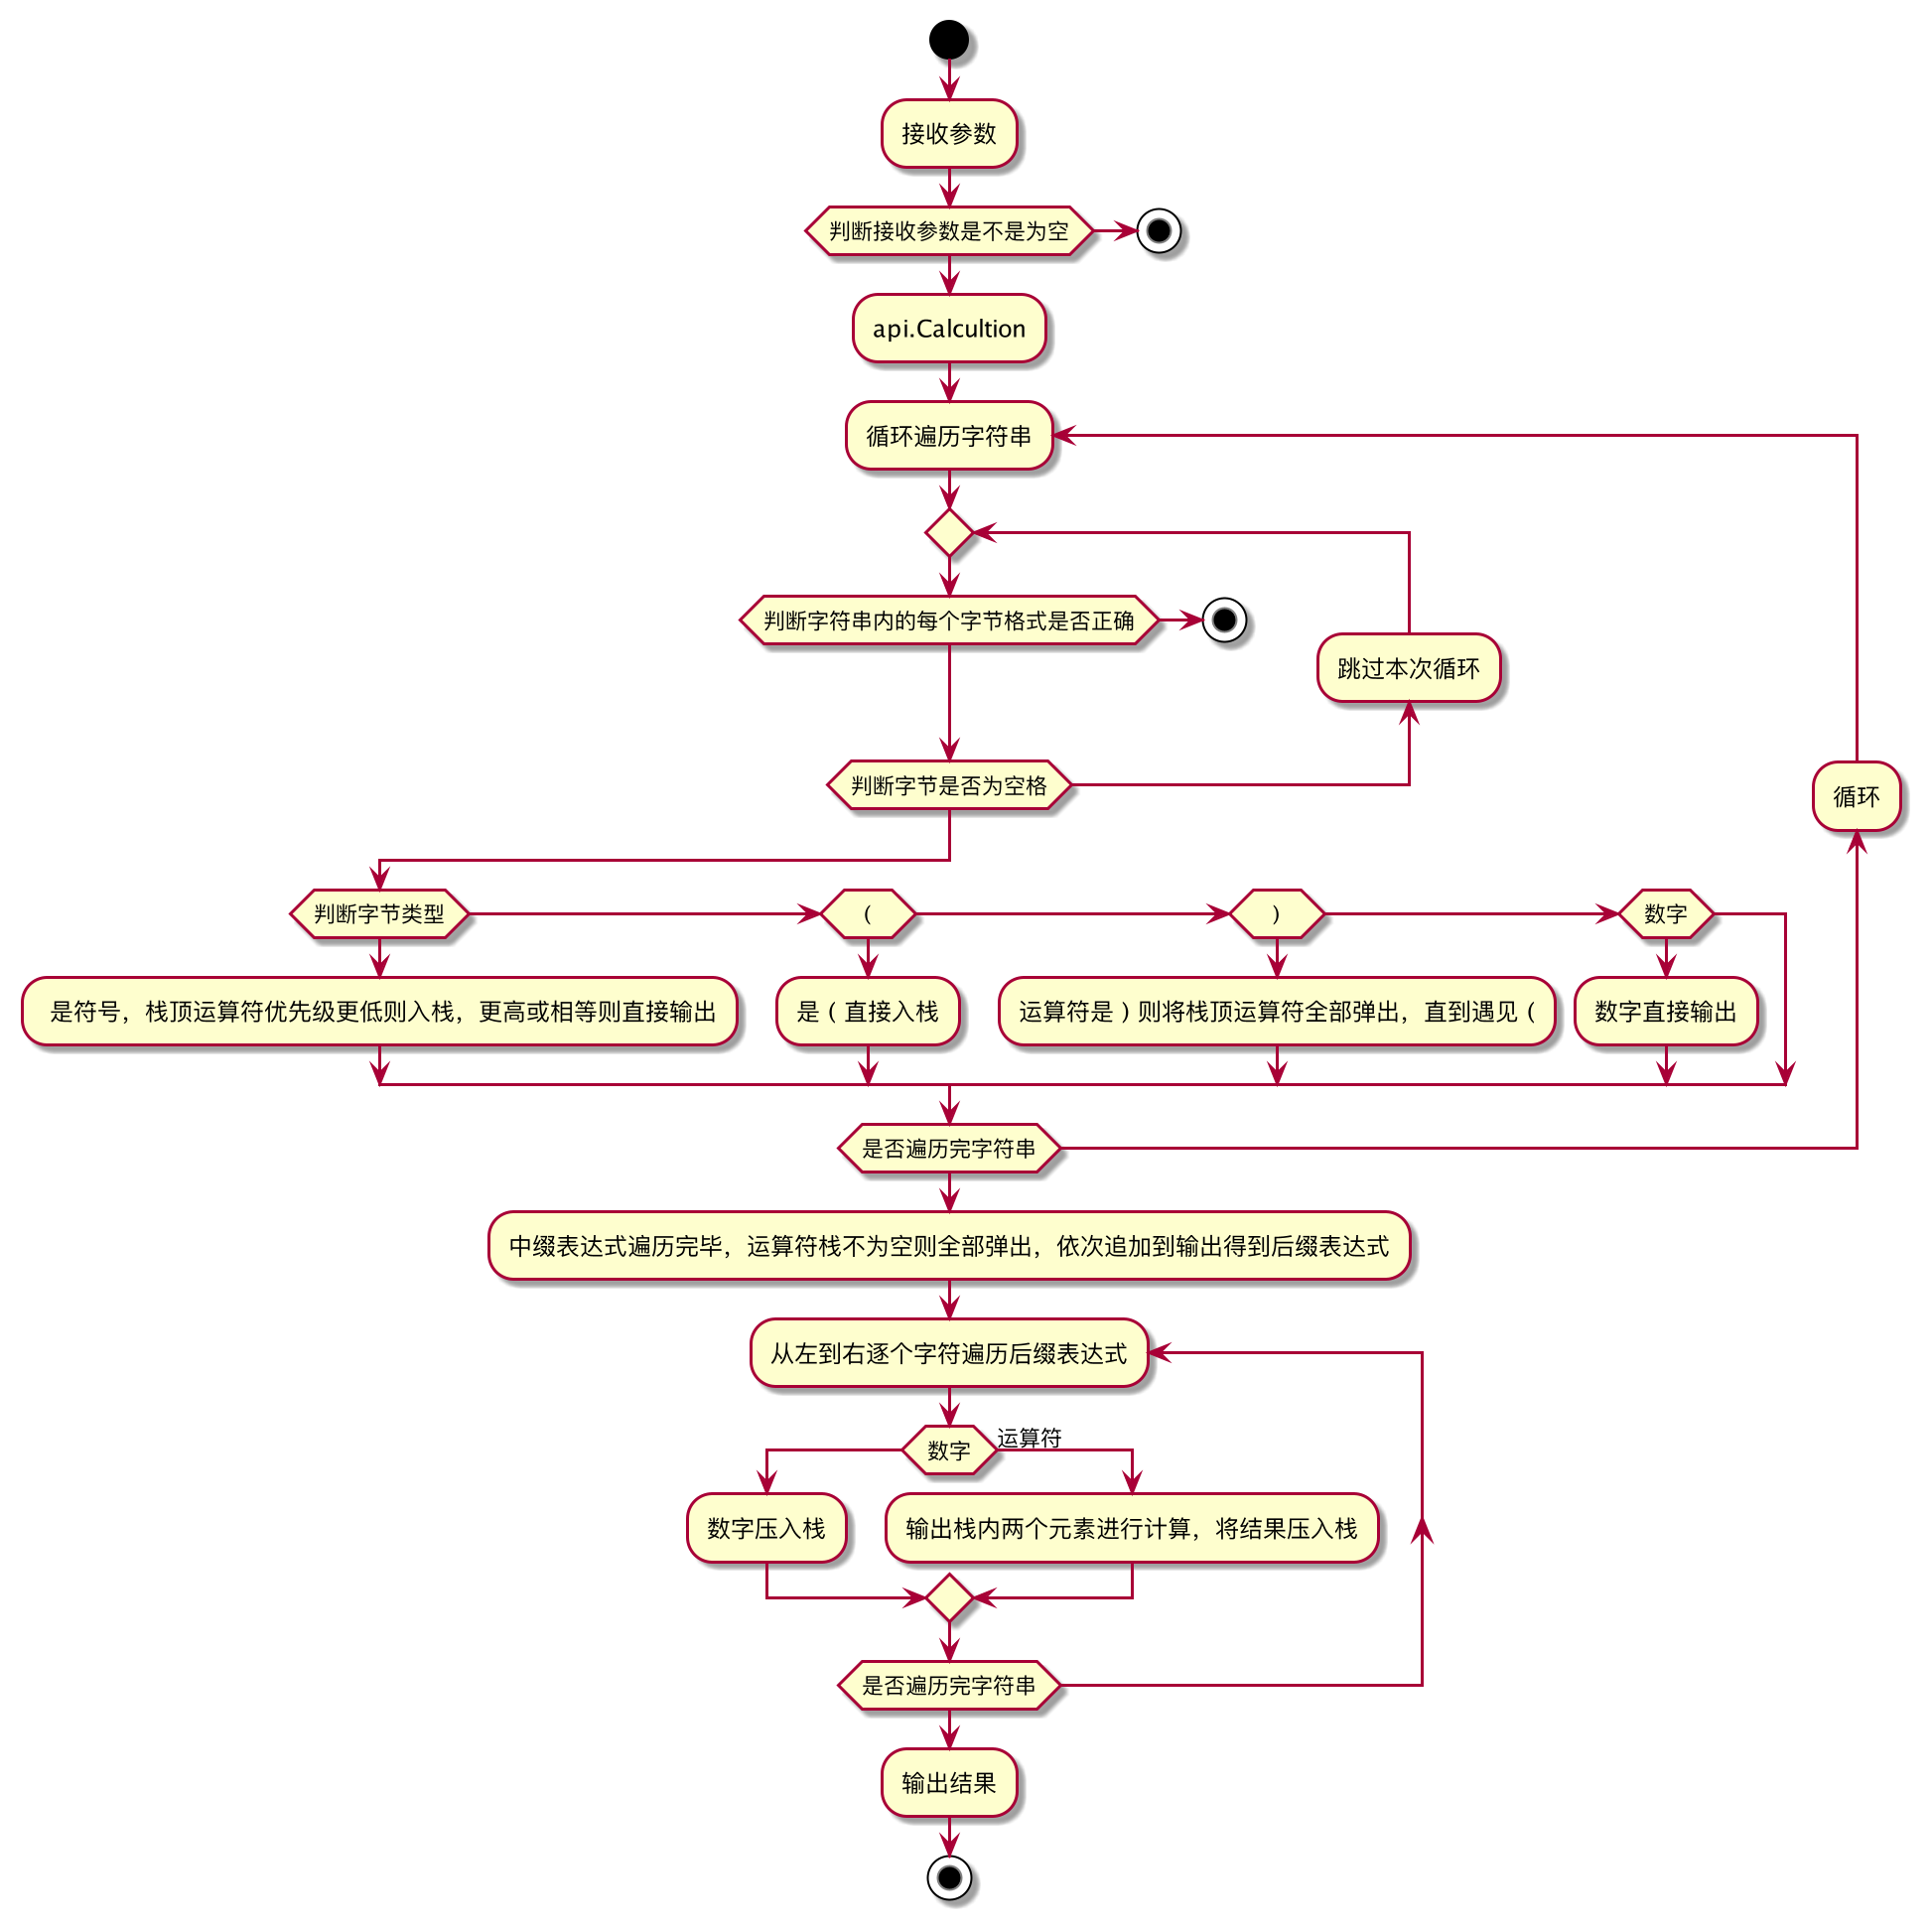 接收参数
判断接收参数是不是为空
api.Calcultion
循环遍历字符串
判断字符串内的每个字节格式是否正确
跳过本次循环
判断字节是否为空格
循环
判断字节类型
(
)
数字
是符号，栈顶运算符优先级更低则入栈，更高或相等则直接输出
是 ( 直接入栈
运算符是 ) 则将栈顶运算符全部弹出，直到遇见 (
数字直接输出
是否遍历完字符串
中缀表达式遍历完毕，运算符栈不为空则全部弹出，依次追加到输出得到后缀表达式
从左到右逐个字符遍历后缀表达式
数字
运算符
数字压入栈
输出栈内两个元素进行计算，将结果压入栈
是否遍历完字符串
输出结果